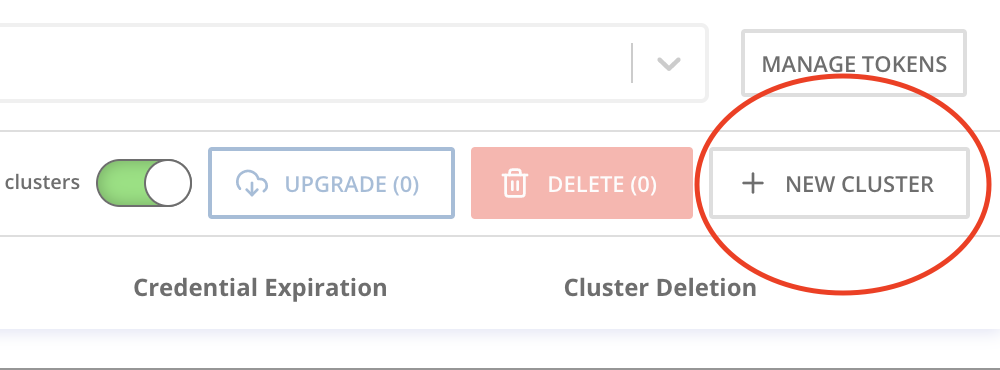 MANAGE TOKENS
clusters
UPGRADE (0)
DELETE (0)
NEW CLUSTER
Credential Expiration
Cluster Deletion